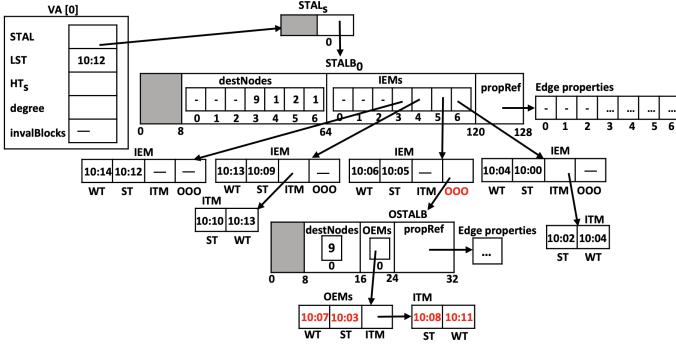 VA [0]
STALS
STAL
LST 10:12
HTS
degree
invalBlocks —
0
STALB0
destNodes IEMs propRef Edge properties
- - - 9 1 2 1 - - - - - - ... ... ... ...
0 1 2 3 4 5 6 0 1 2 3 4 5 6 0 1 2 3 4 5 6
0 8 64 120 128
IEM IEM IEM IEM
10:14 10:12 — — 10:13 10:09 — 10:06 10:05 — 10:04 10:00 —
WT ST ITM OOO WT ST ITM OOO WT ST ITM OOO WT ST ITM OOO
ITM
10:10 10:13
ST WT
OSTALB
ITM
10:02 10:04
ST WT
destNodes OEMs propRef Edge properties
9 ...
0 0
0 8 16 24 32
OEMs ITM
10:07 10:03 10:08 10:11
WT ST ITM ST WT